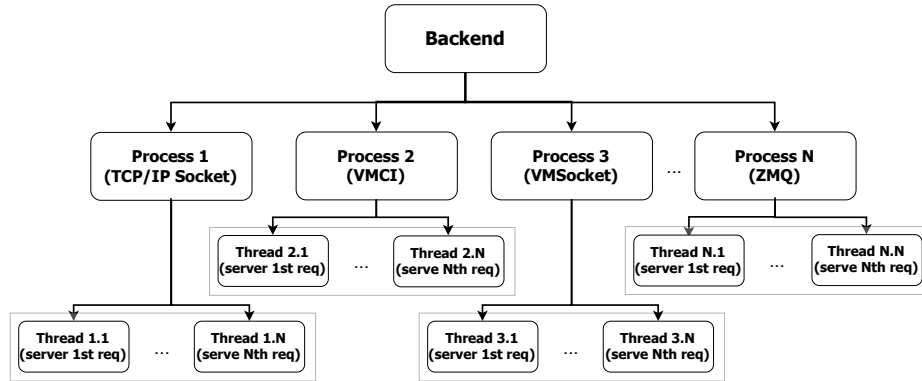 Backend
Process 1
(TCP/IP Socket)
Process 2
(VMCI)
Process 3
(VMSocket)
...
Process N
(ZMQ)
Thread 2.1
(server 1st req)
...
Thread 2.N
(serve Nth req)
Thread N.1
(server 1st req)
...
Thread N.N
(serve Nth req)
Thread 1.1
(server 1st req)
...
Thread 1.N
(serve Nth req)
Thread 3.1
(server 1st req)
...
Thread 3.N
(serve Nth req)